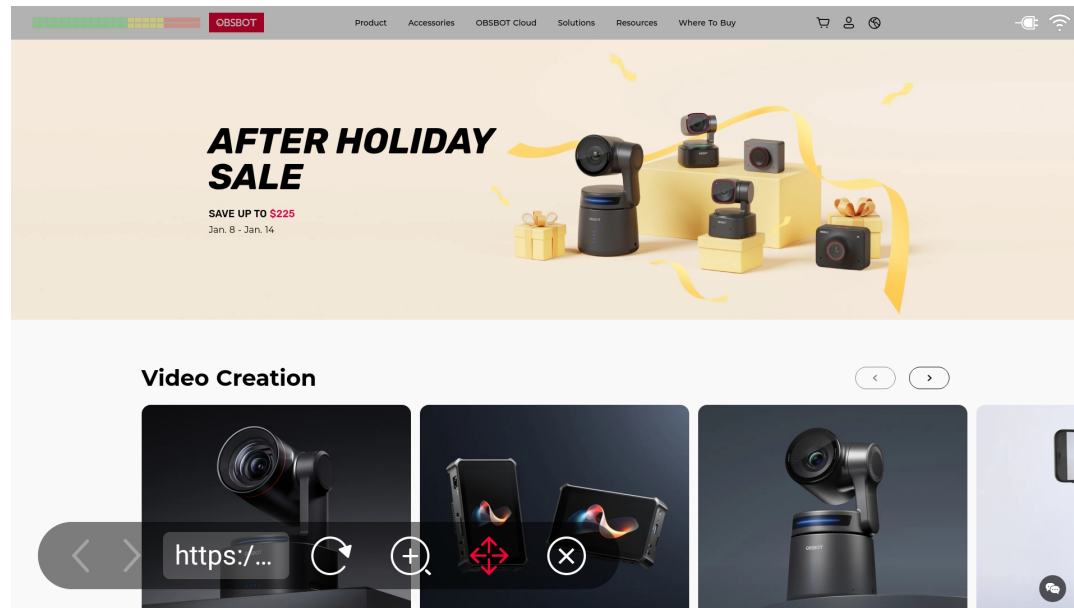 OBSBOT
Product Accessories OBSBOT Cloud Solutions Resources Where To Buy
AFTER HOLIDAY
SALE
SAVE UP TO $225
Jan. 8 - Jan. 14
Video Creation
https:/...